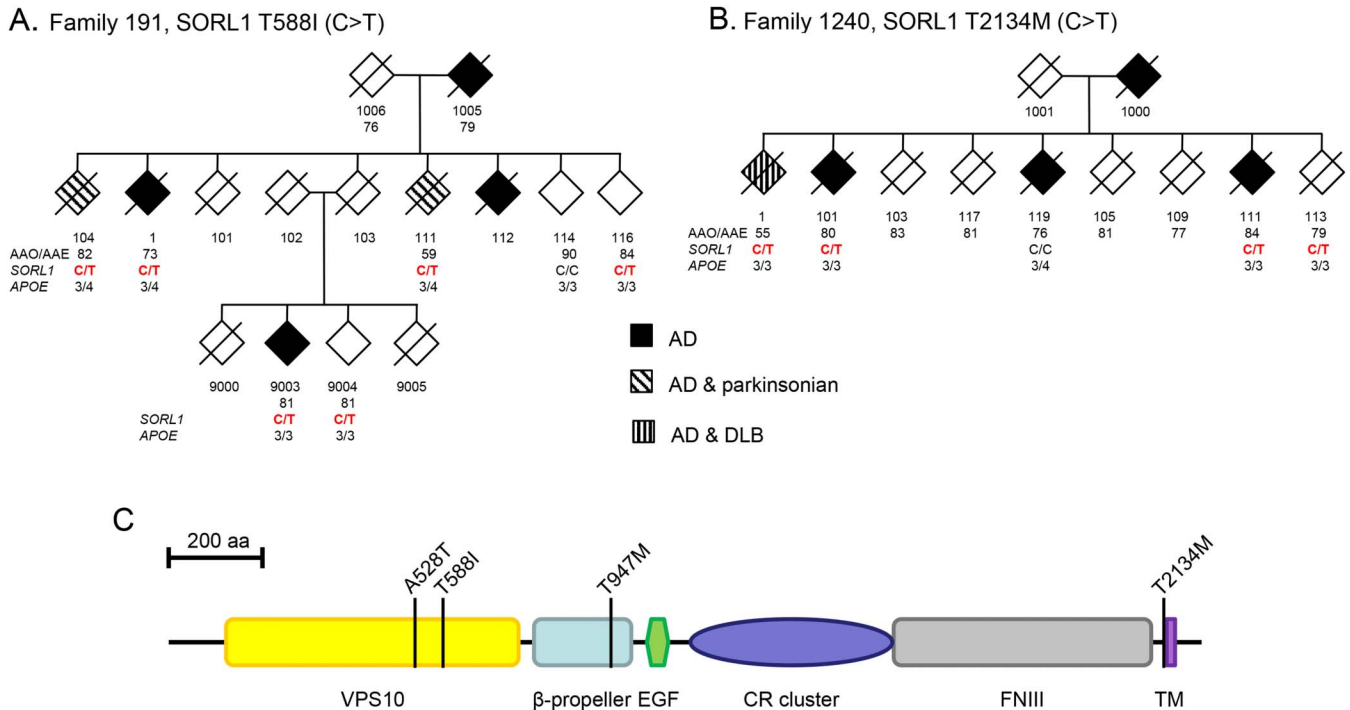 A. Family 191, SORL1 T588I (C>T)
1006 1005
76 79
104 1 101 102 103 111 112 114 116
AAO/AAE 82 73 59 90 84
SORL1 C/T C/T C/T C/C C/T
APOE 3/4 3/4 3/4 3/3 3/3
9000 9003 9004 9005
81 81
SORL1 C/T C/T
APOE 3/3 3/3
B. Family 1240, SORL1 T2134M (C>T)
1001 1000
1 101 103 117 119 105 109 111 113
AAO/AAE 55 80 83 81 76 81 77 84 79
SORL1 C/T C/T C/C C/T C/T
APOE 3/3 3/3 3/4 3/3 3/3
AD
AD & parkinsonian
AD & DLB
C
200 aa
A528T T588I T947M T2134M
VPS10 β-propeller EGF CR cluster FNIII TM